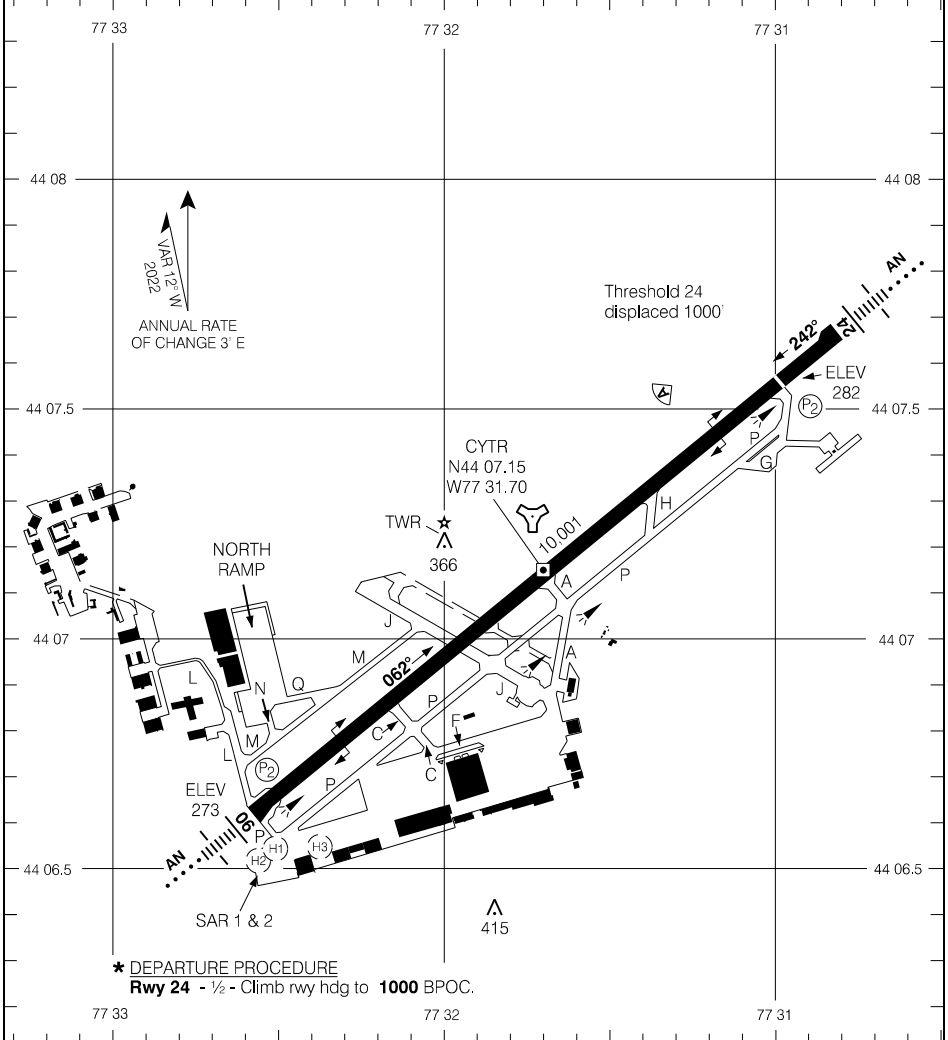 77 33
77 32
77 31
44 08
44 08
VAR 12° W
2022
ANNUAL RATE
OF CHANGE 3' E
Threshold 24
displaced 1000'
AN
24
242°
ELEV
282
A
P2
44 07.5
44 07.5
P
G
CYTR
N44 07.15
W77 31.70
H
TWR
366
10,001
NORTH
RAMP
A
P
J
44 07
44 07
M
062°
A
L
Q
J
N
P
F
C
M
L
C
P2
P
ELEV
273
06
P
H1
H2
H3
AN
44 06.5
44 06.5
SAR 1 & 2
415
* DEPARTURE PROCEDURE
Rwy 24 - ½ - Climb rwy hdg to 1000 BPOC.
77 33
77 32
77 31